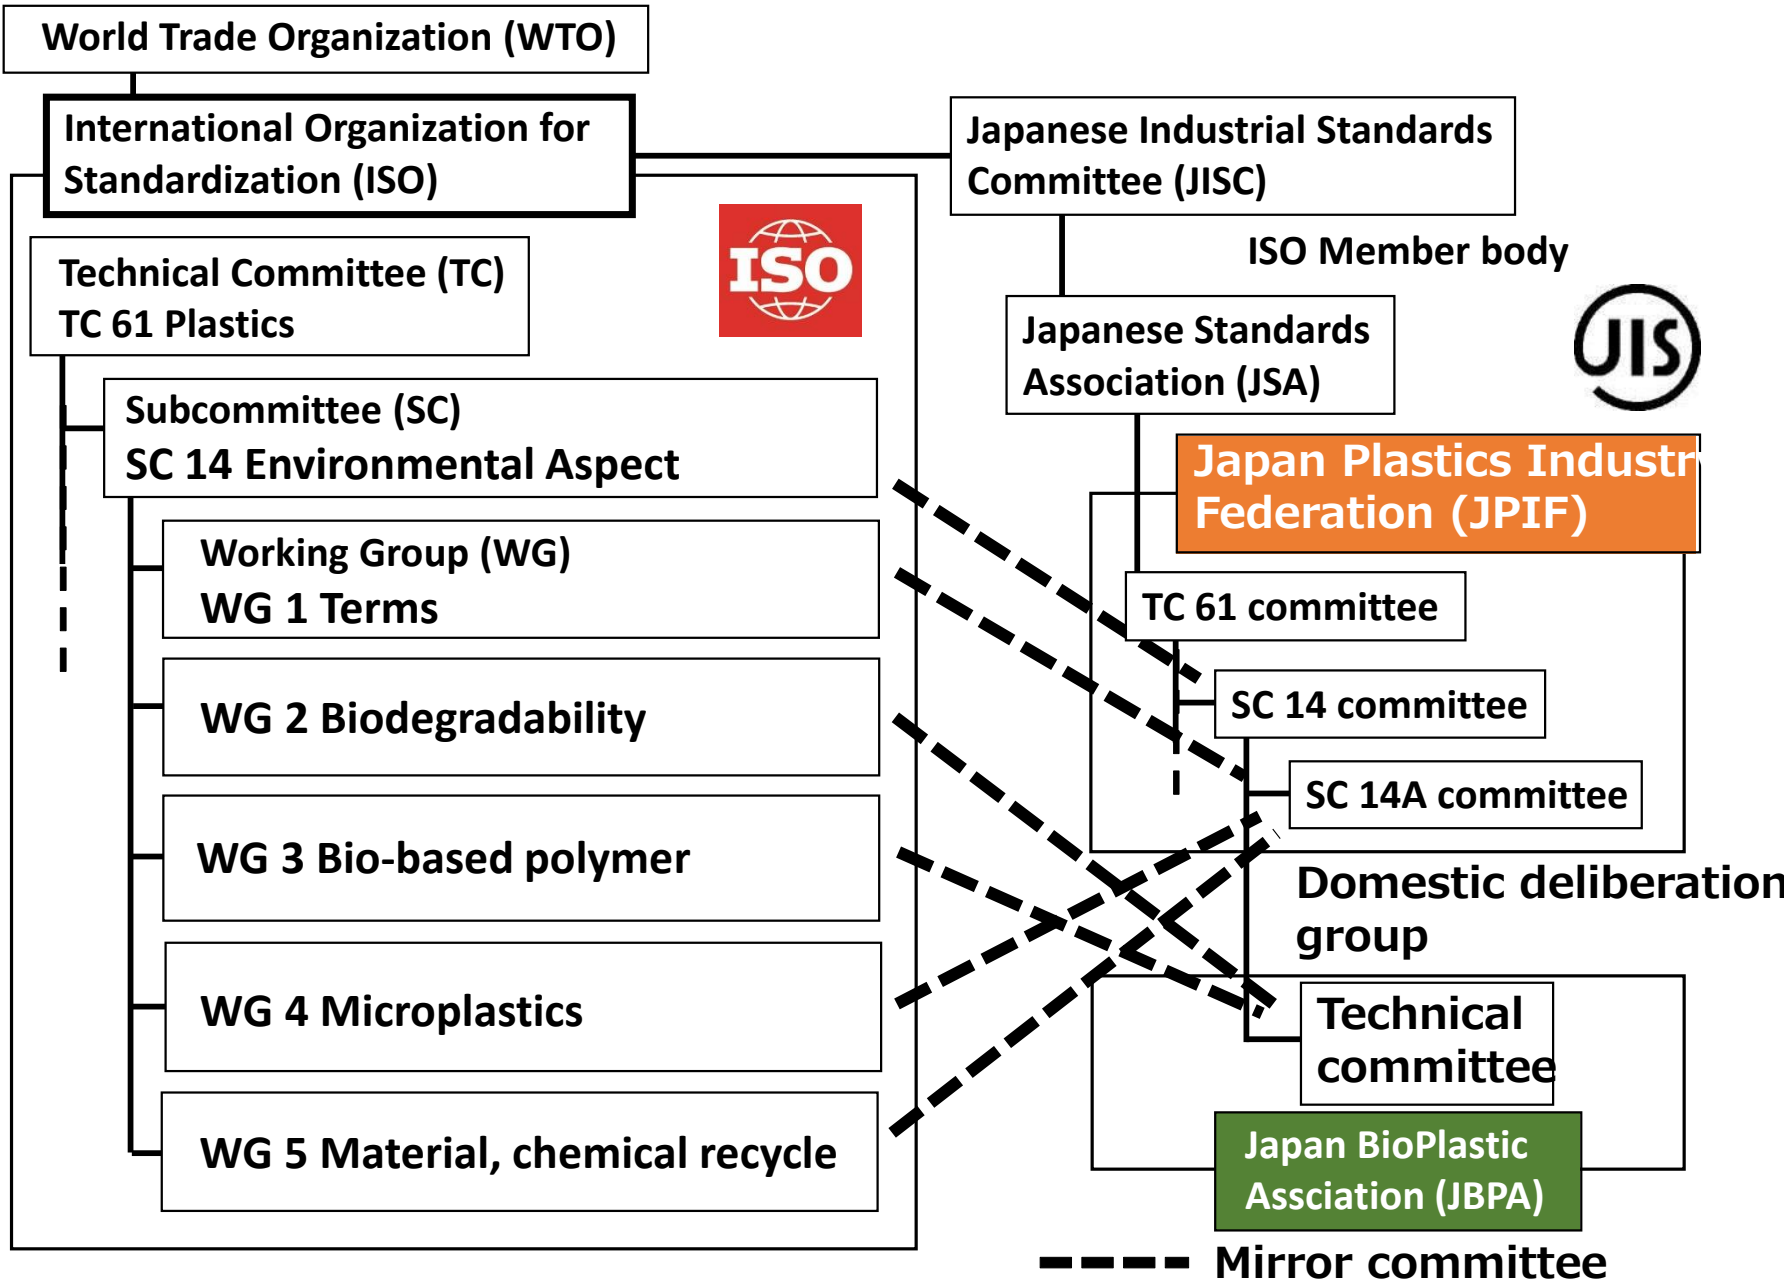 World Trade Organization (WTO)
International Organization for
Standardization (ISO)
ISO
Technical Committee (TC)
TC 61 Plastics
Subcommittee (SC)
SC 14 Environmental Aspect
Working Group (WG)
WG 1 Terms
WG 2 Biodegradability
WG 3 Bio-based polymer
WG 4 Microplastics
WG 5 Material, chemical recycle
Japanese Industrial Standards
Committee (JISC)
ISO Member body
JIS
Japanese Standards
Association (JSA)
Japan Plastics Industry
Federation (JPIF)
TC 61 committee
SC 14 committee
SC 14A committee
Domestic deliberation
group
Technical
committee
Japan BioPlastic
Assciation (JBPA)
Mirror committee